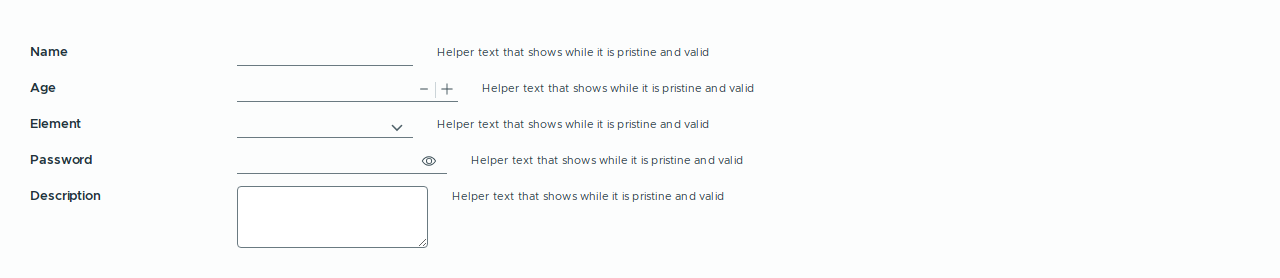 Name Helper text that shows while it is pristine and valid
Age Helper text that shows while it is pristine and valid
Element Helper text that shows while it is pristine and valid
Password Helper text that shows while it is pristine and valid
Description Helper text that shows while it is pristine and valid